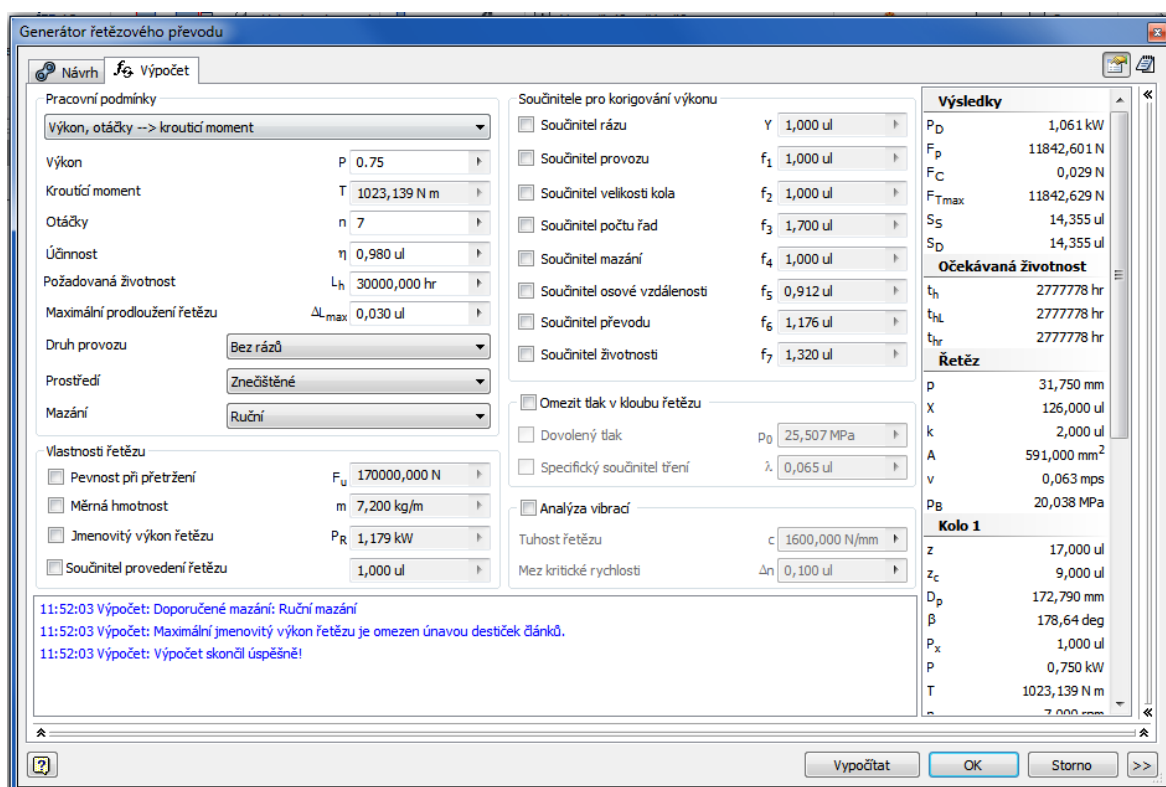 Generátor řetězového převodu
Návrh
Výpočet
Pracovní podmínky
Výkon, otáčky --> krouticí moment
Výkon P 0.75
Kroutící moment T 1023,139 N m
Otáčky n 7
Účinnost η 0,980 ul
Požadovaná životnost Lh 30000,000 hr
Maximální prodloužení řetězu ΔLmax 0,030 ul
Druh provozu Bez rázů
Prostředí Znečištěné
Mazání Ruční
Vlastnosti řetězu
Pevnost při přetržení Fu 170000,000 N
Měrná hmotnost m 7,200 kg/m
Jmenovitý výkon řetězu PR 1,179 kW
Součinitel provedení řetězu 1,000 ul
Součinitele pro korigování výkonu
Součinitel rázu Y 1,000 ul
Součinitel provozu f1 1,000 ul
Součinitel velikosti kola f2 1,000 ul
Součinitel počtu řad f3 1,700 ul
Součinitel mazání f4 1,000 ul
Součinitel osové vzdálenosti f5 0,912 ul
Součinitel převodu f6 1,176 ul
Součinitel životnosti f7 1,320 ul
Omezit tlak v kloubu řetězu
Dovolený tlak p0 25,507 MPa
Specifický součinitel tření λ 0,065 ul
Analýza vibrací
Tuhost řetězu c 1600,000 N/mm
Mez kritické rychlosti Δn 0,100 ul
Výsledky
PD 1,061 kW
Fp 11842,601 N
FC 0,029 N
FTmax 11842,629 N
SS 14,355 ul
SD 14,355 ul
Očekávaná životnost
th 2777778 hr
thL 2777778 hr
thr 2777778 hr
Řetěz
p 31,750 mm
X 126,000 ul
k 2,000 ul
A 591,000 mm2
v 0,063 mps
pB 20,038 MPa
Kolo 1
z 17,000 ul
zc 9,000 ul
Dp 172,790 mm
β 178,64 deg
Px 1,000 ul
P 0,750 kW
T 1023,139 N m
n 7,000 rpm
11:52:03 Výpočet: Doporučené mazání: Ruční mazání
11:52:03 Výpočet: Maximální jmenovitý výkon řetězu je omezen únavou destiček článků.
11:52:03 Výpočet: Výpočet skončil úspěšně!
Vypočítat
OK
Storno
>>